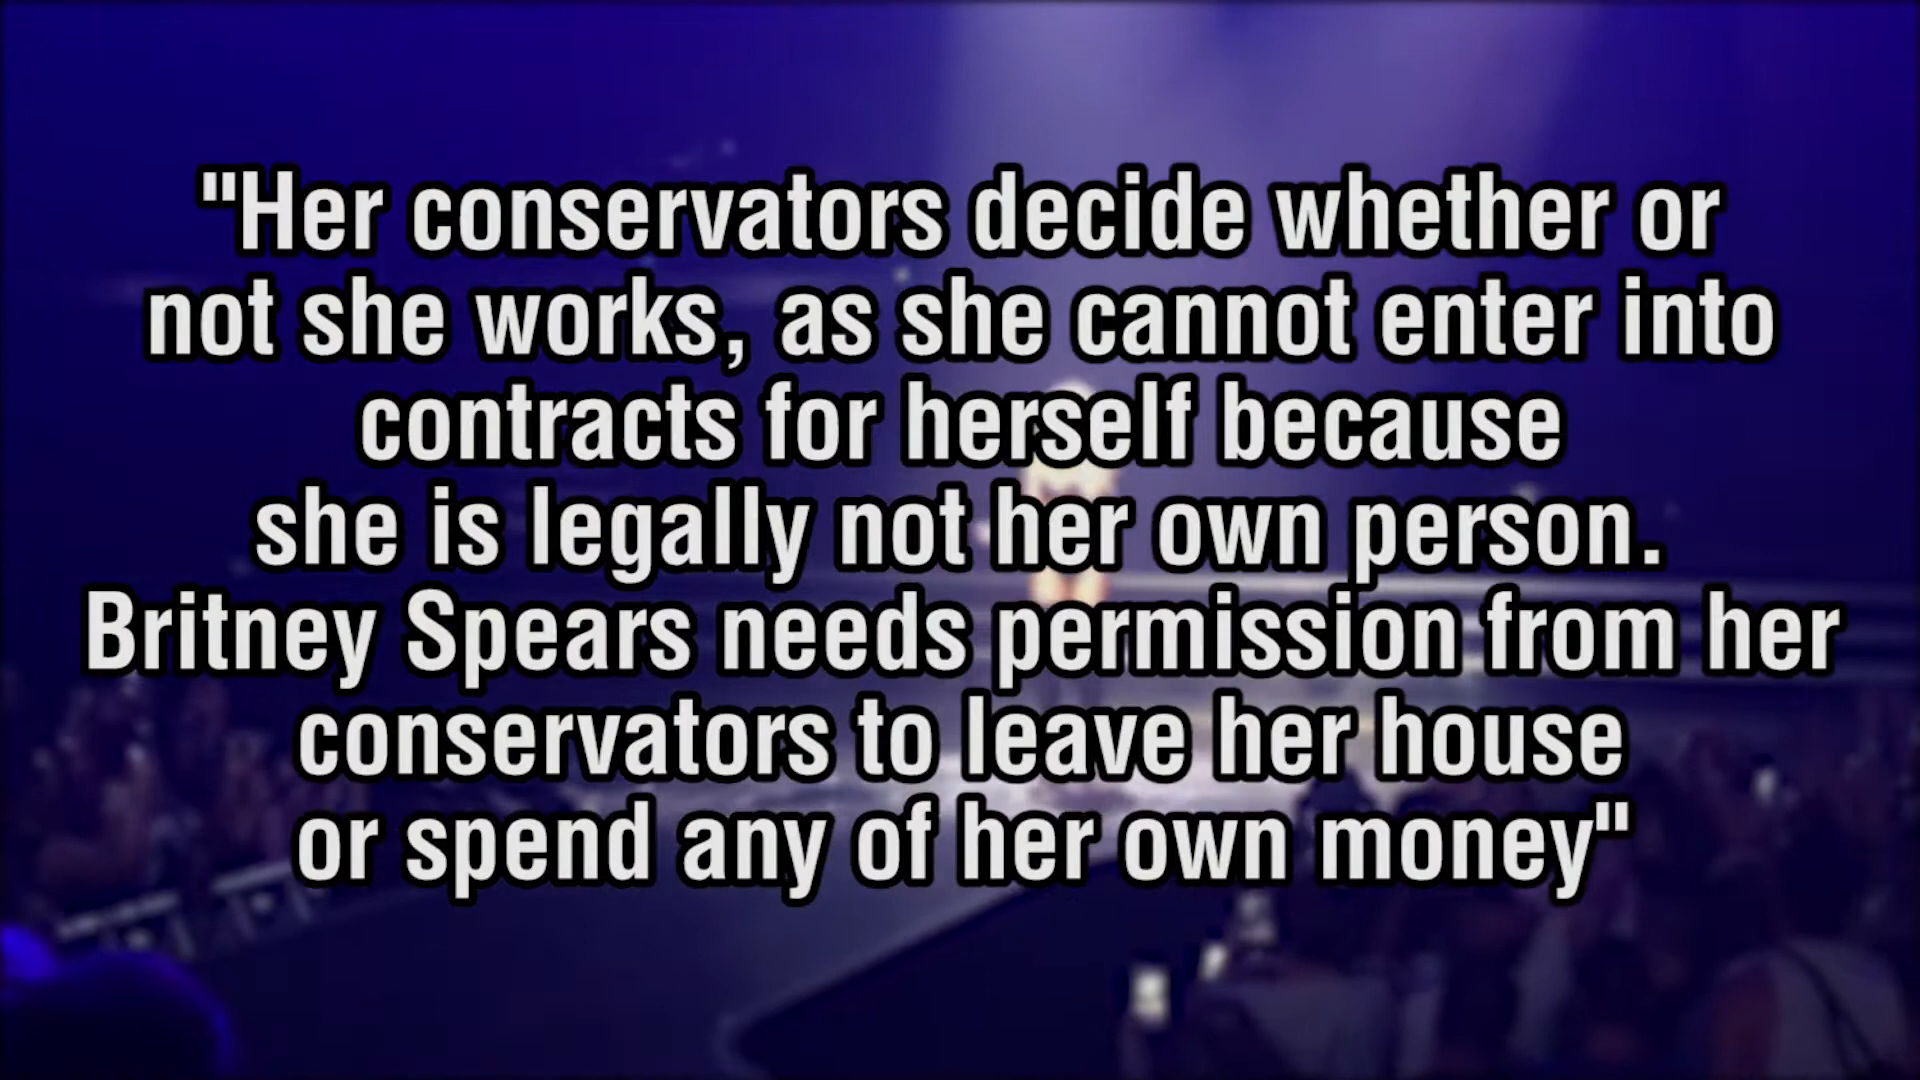 "Her conservators decide whether or
not she works, as she cannot enter into
contracts for herself because
she is legally not her own person.
Britney Spears needs permission from her
conservators to leave her house
or spend any of her own money"